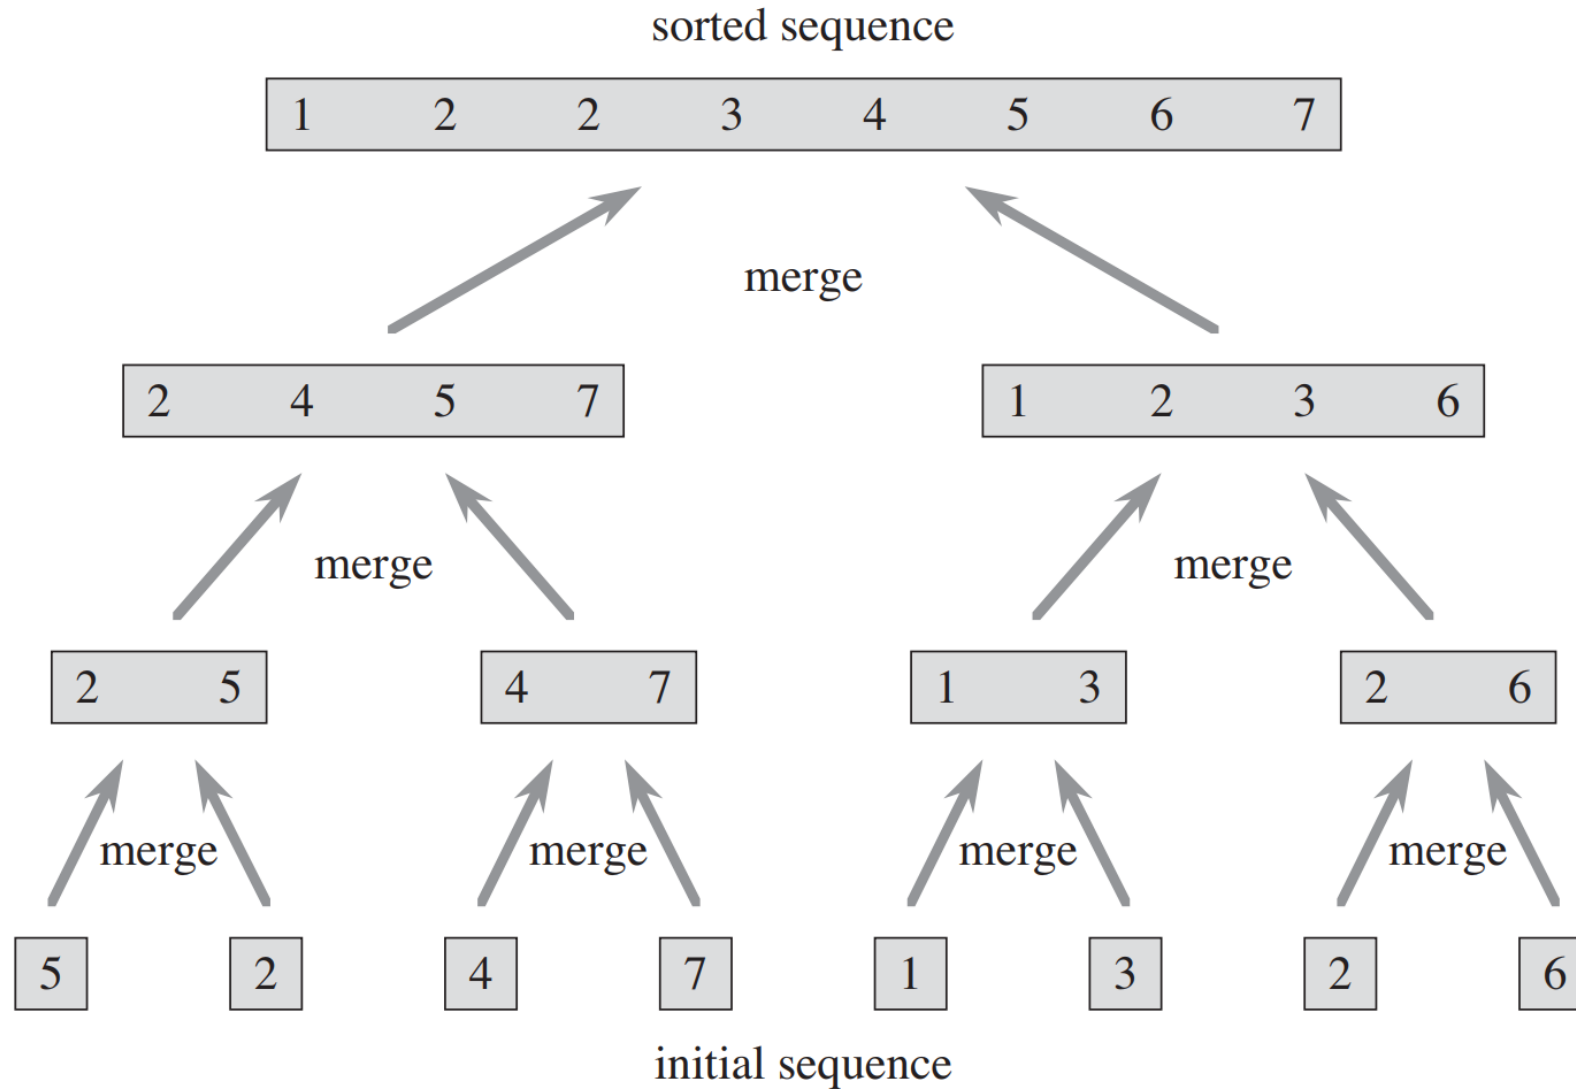 sorted sequence
1 2 2 3 4 5 6 7
merge
2 4 5 7
1 2 3 6
merge
merge
2 5
4 7
1 3
2 6
merge
merge
merge
merge
5
2
4
7
1
3
2
6
initial sequence